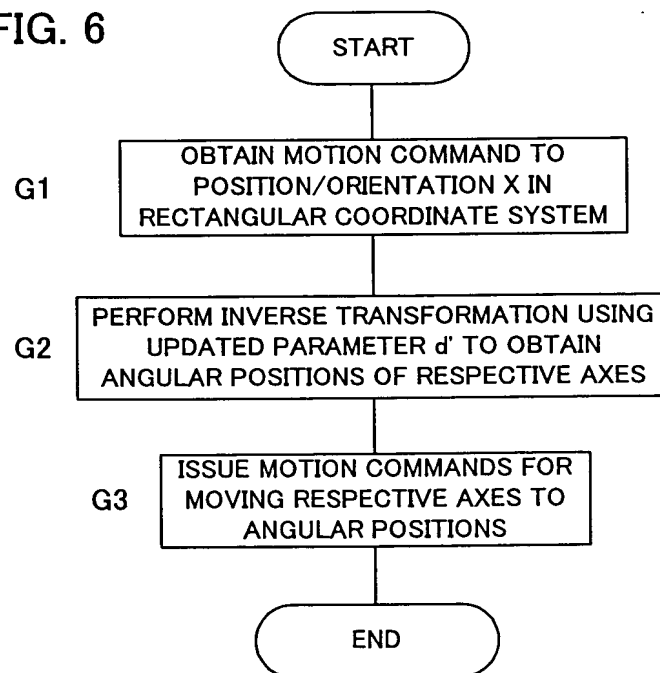 FIG. 6
START
G1
OBTAIN MOTION COMMAND TO
POSITION/ORIENTATION X IN
RECTANGULAR COORDINATE SYSTEM
G2
PERFORM INVERSE TRANSFORMATION USING
UPDATED PARAMETER d' TO OBTAIN
ANGULAR POSITIONS OF RESPECTIVE AXES
G3
ISSUE MOTION COMMANDS FOR
MOVING RESPECTIVE AXES TO
ANGULAR POSITIONS
END